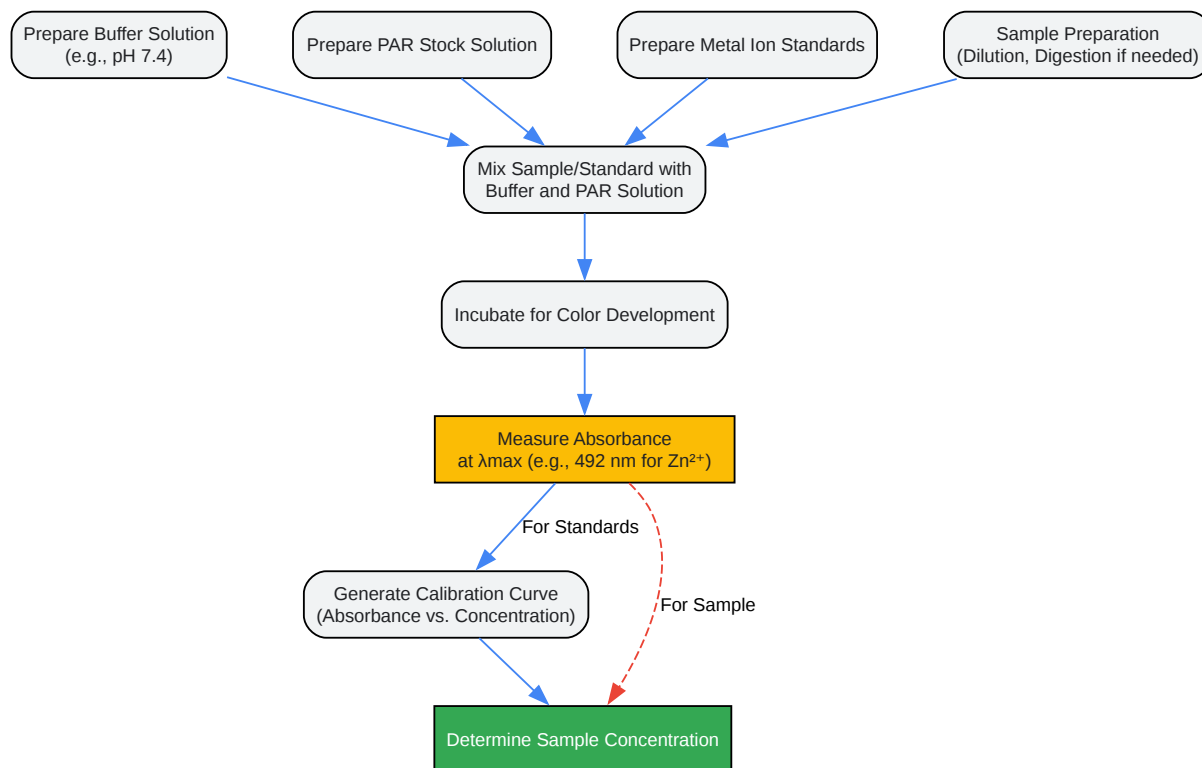 Prepare Buffer Solution
(e.g., pH 7.4)
Prepare PAR Stock Solution
Prepare Metal Ion Standards
Sample Preparation
(Dilution, Digestion if needed)
Mix Sample/Standard with
Buffer and PAR Solution
Incubate for Color Development
Measure Absorbance
at λmax (e.g., 492 nm for Zn²⁺)
For Standards
Generate Calibration Curve
(Absorbance vs. Concentration)
For Sample
Determine Sample Concentration